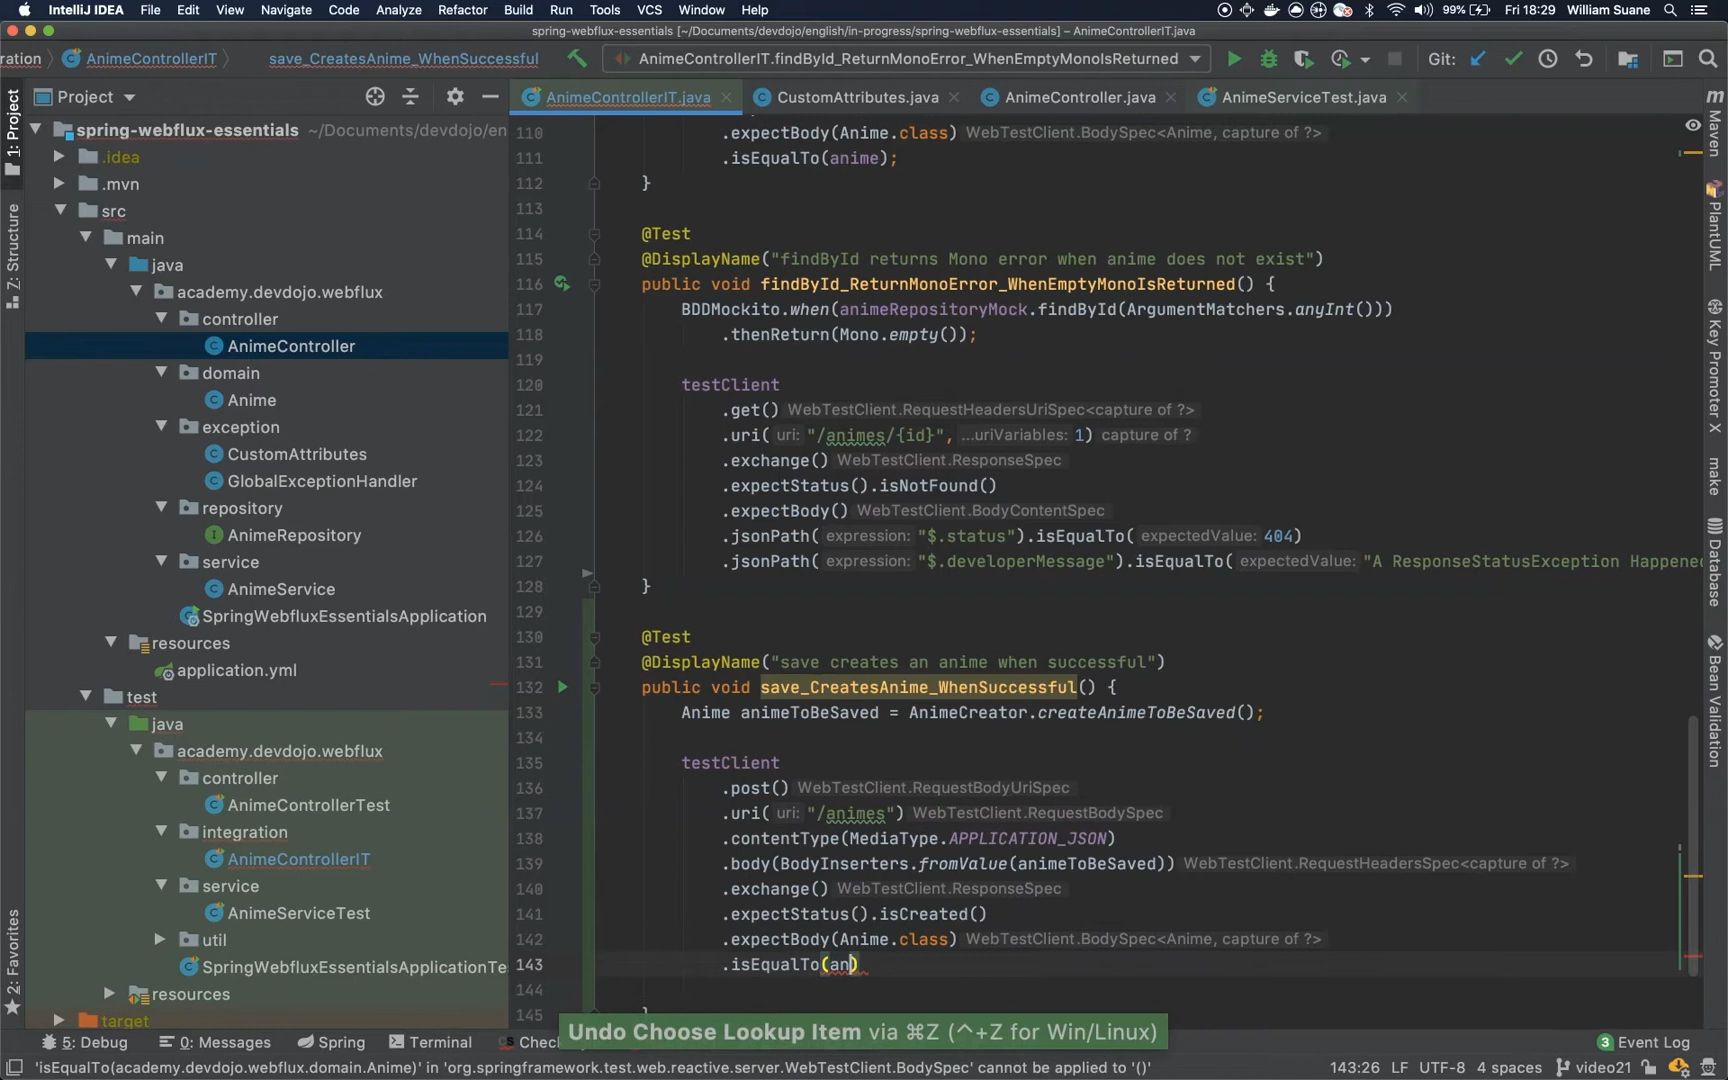 IntelliJ IDEA File Edit View Navigate Code Analyze Refactor Build Run Tools VCS Window Help 99% Fri 18:29 William Suane
spring-webflux-essentials [~/Documents/devdojo/english/in-progress/spring-webflux-essentials] – AnimeControllerIT.java
ration AnimeControllerIT save_CreatesAnime_WhenSuccessful AnimeControllerIT.findById_ReturnMonoError_WhenEmptyMonoIsReturned Git:
Project AnimeControllerIT.java CustomAttributes.java AnimeController.java AnimeServiceTest.java
1: Project
7: Structure
2: Favorites
spring-webflux-essentials ~/Documents/devdojo/en
.idea
.mvn
src
main
java
academy.devdojo.webflux
controller
AnimeController
domain
Anime
exception
CustomAttributes
GlobalExceptionHandler
repository
AnimeRepository
service
AnimeService
SpringWebfluxEssentialsApplication
resources
application.yml
test
java
academy.devdojo.webflux
controller
AnimeControllerTest
integration
AnimeControllerIT
service
AnimeServiceTest
util
SpringWebfluxEssentialsApplicationTe
resources
target
110 .expectBody(Anime.class) WebTestClient.BodySpec<Anime, capture of ?>
111 .isEqualTo(anime);
112 }
113
114 @Test
115 @DisplayName("findById returns Mono error when anime does not exist")
116 public void findById_ReturnMonoError_WhenEmptyMonoIsReturned() {
117 BDDMockito.when(animeRepositoryMock.findById(ArgumentMatchers.anyInt()))
118 .thenReturn(Mono.empty());
119
120 testClient
121 .get() WebTestClient.RequestHeadersUriSpec<capture of ?>
122 .uri( uri: "/animes/{id}", ...uriVariables: 1) capture of ?
123 .exchange() WebTestClient.ResponseSpec
124 .expectStatus().isNotFound()
125 .expectBody() WebTestClient.BodyContentSpec
126 .jsonPath( expression: "$.status").isEqualTo( expectedValue: 404)
127 .jsonPath( expression: "$.developerMessage").isEqualTo( expectedValue: "A ResponseStatusException Happened
128 }
129
130 @Test
131 @DisplayName("save creates an anime when successful")
132 public void save_CreatesAnime_WhenSuccessful() {
133 Anime animeToBeSaved = AnimeCreator.createAnimeToBeSaved();
134
135 testClient
136 .post() WebTestClient.RequestBodyUriSpec
137 .uri( uri: "/animes") WebTestClient.RequestBodySpec
138 .contentType(MediaType.APPLICATION_JSON)
139 .body(BodyInserters.fromValue(animeToBeSaved)) WebTestClient.RequestHeadersSpec<capture of ?>
140 .exchange() WebTestClient.ResponseSpec
141 .expectStatus().isCreated()
142 .expectBody(Anime.class) WebTestClient.BodySpec<Anime, capture of ?>
143 .isEqualTo(an)
144
145 }
Maven
PlantUML
Key Promoter X
make
Database
Bean Validation
Undo Choose Lookup Item via ⌘Z (^+Z for Win/Linux)
5: Debug 0: Messages Spring Terminal Chec 3 Event Log
'isEqualTo(academy.devdojo.webflux.domain.Anime)' in 'org.springframework.test.web.reactive.server.WebTestClient.BodySpec' cannot be applied to '()' 143:26 LF UTF-8 4 spaces video21